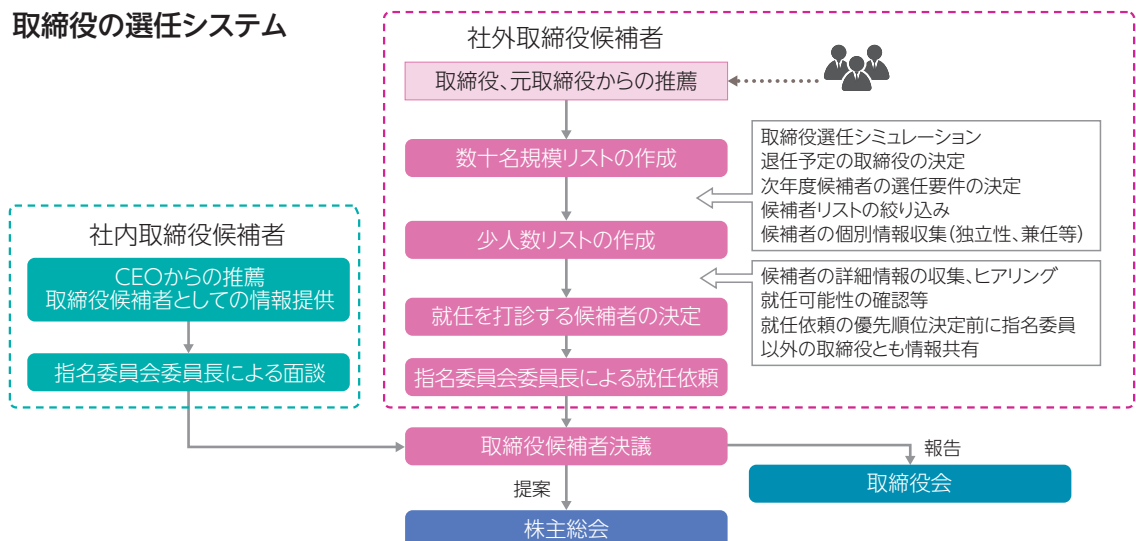 取締役の選任システム
社外取締役候補者
取締役、元取締役からの推薦
数十名規模リストの作成
取締役選任シミュレーション
退任予定の取締役の決定
次年度候補者の選任要件の決定
候補者リストの絞り込み
候補者の個別情報収集(独立性、兼任等)
少人数リストの作成
候補者の詳細情報の収集、ヒアリング
就任可能性の確認等
就任依頼の優先順位決定前に指名委員
以外の取締役とも情報共有
就任を打診する候補者の決定
指名委員会委員長による就任依頼
社内取締役候補者
CEOからの推薦
取締役候補者としての情報提供
指名委員会委員長による面談
取締役候補者決議
報告
取締役会
提案
株主総会